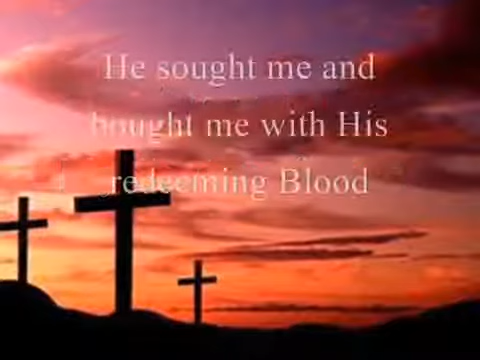 He sought me and
bought me with His
redeeming Blood